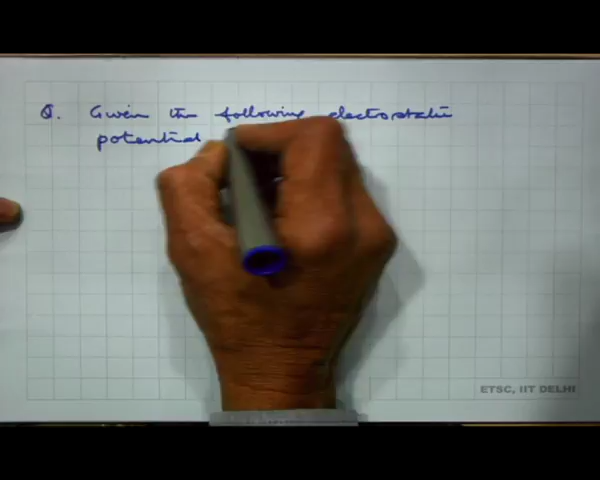 Q. Given the following electrostatic
potential
ETSC, IIT DELHI